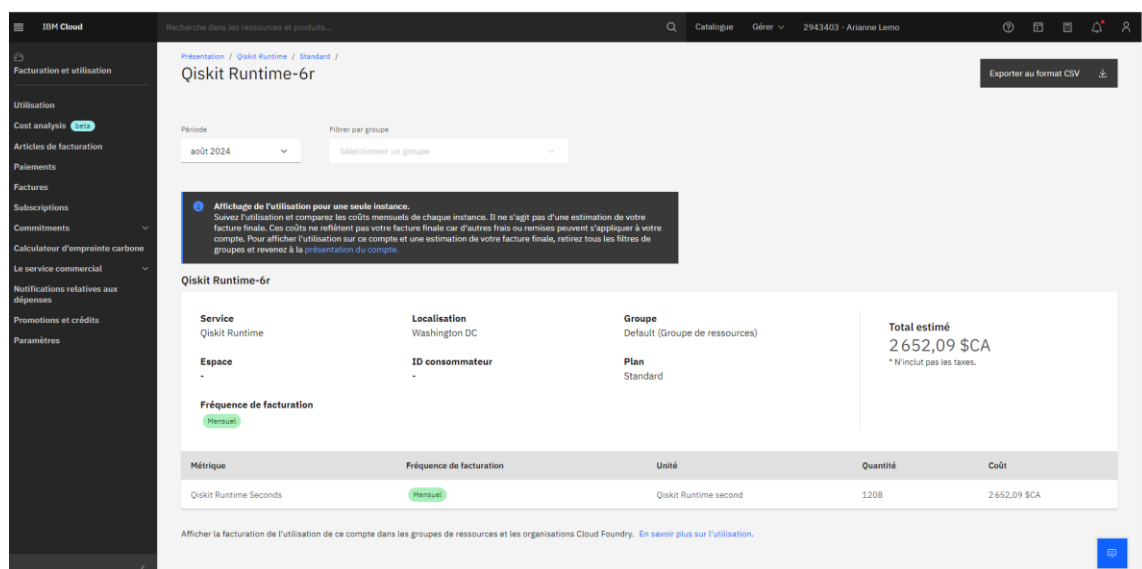 IBM Cloud
Recherche dans les ressources et produits...
Catalogue
Gérer
2943403 - Arianne Lemo
Facturation et utilisation
Utilisation
Cost analysis beta
Articles de facturation
Paiements
Factures
Subscriptions
Commitments
Calculateur d'empreinte carbone
Le service commercial
Notifications relatives aux
dépenses
Promotions et crédits
Paramètres
Présentation / Qiskit Runtime / Standard /
Qiskit Runtime-6r
Exporter au format CSV
Période
Filtrer par groupe
août 2024
Sélectionner un groupe
Affichage de l'utilisation pour une seule instance.
Suivez l'utilisation et comparez les coûts mensuels de chaque instance. Il ne s'agit pas d'une estimation de votre
facture finale. Ces coûts ne reflètent pas votre facture finale car d'autres frais ou remises peuvent s'appliquer à votre
compte. Pour afficher l'utilisation sur ce compte et une estimation de votre facture finale, retirez tous les filtres de
groupes et revenez à la présentation du compte.
Qiskit Runtime-6r
Service
Qiskit Runtime
Localisation
Washington DC
Groupe
Default (Groupe de ressources)
Espace
-
ID consommateur
-
Plan
Standard
Fréquence de facturation
Mensuel
Total estimé
2 652,09 $CA
* N'inclut pas les taxes.
Métrique Fréquence de facturation Unité Quantité Coût
Qiskit Runtime Seconds Mensuel Qiskit Runtime second 1208 2 652,09 $CA
Afficher la facturation de l'utilisation de ce compte dans les groupes de ressources et les organisations Cloud Foundry. En savoir plus sur l'utilisation.